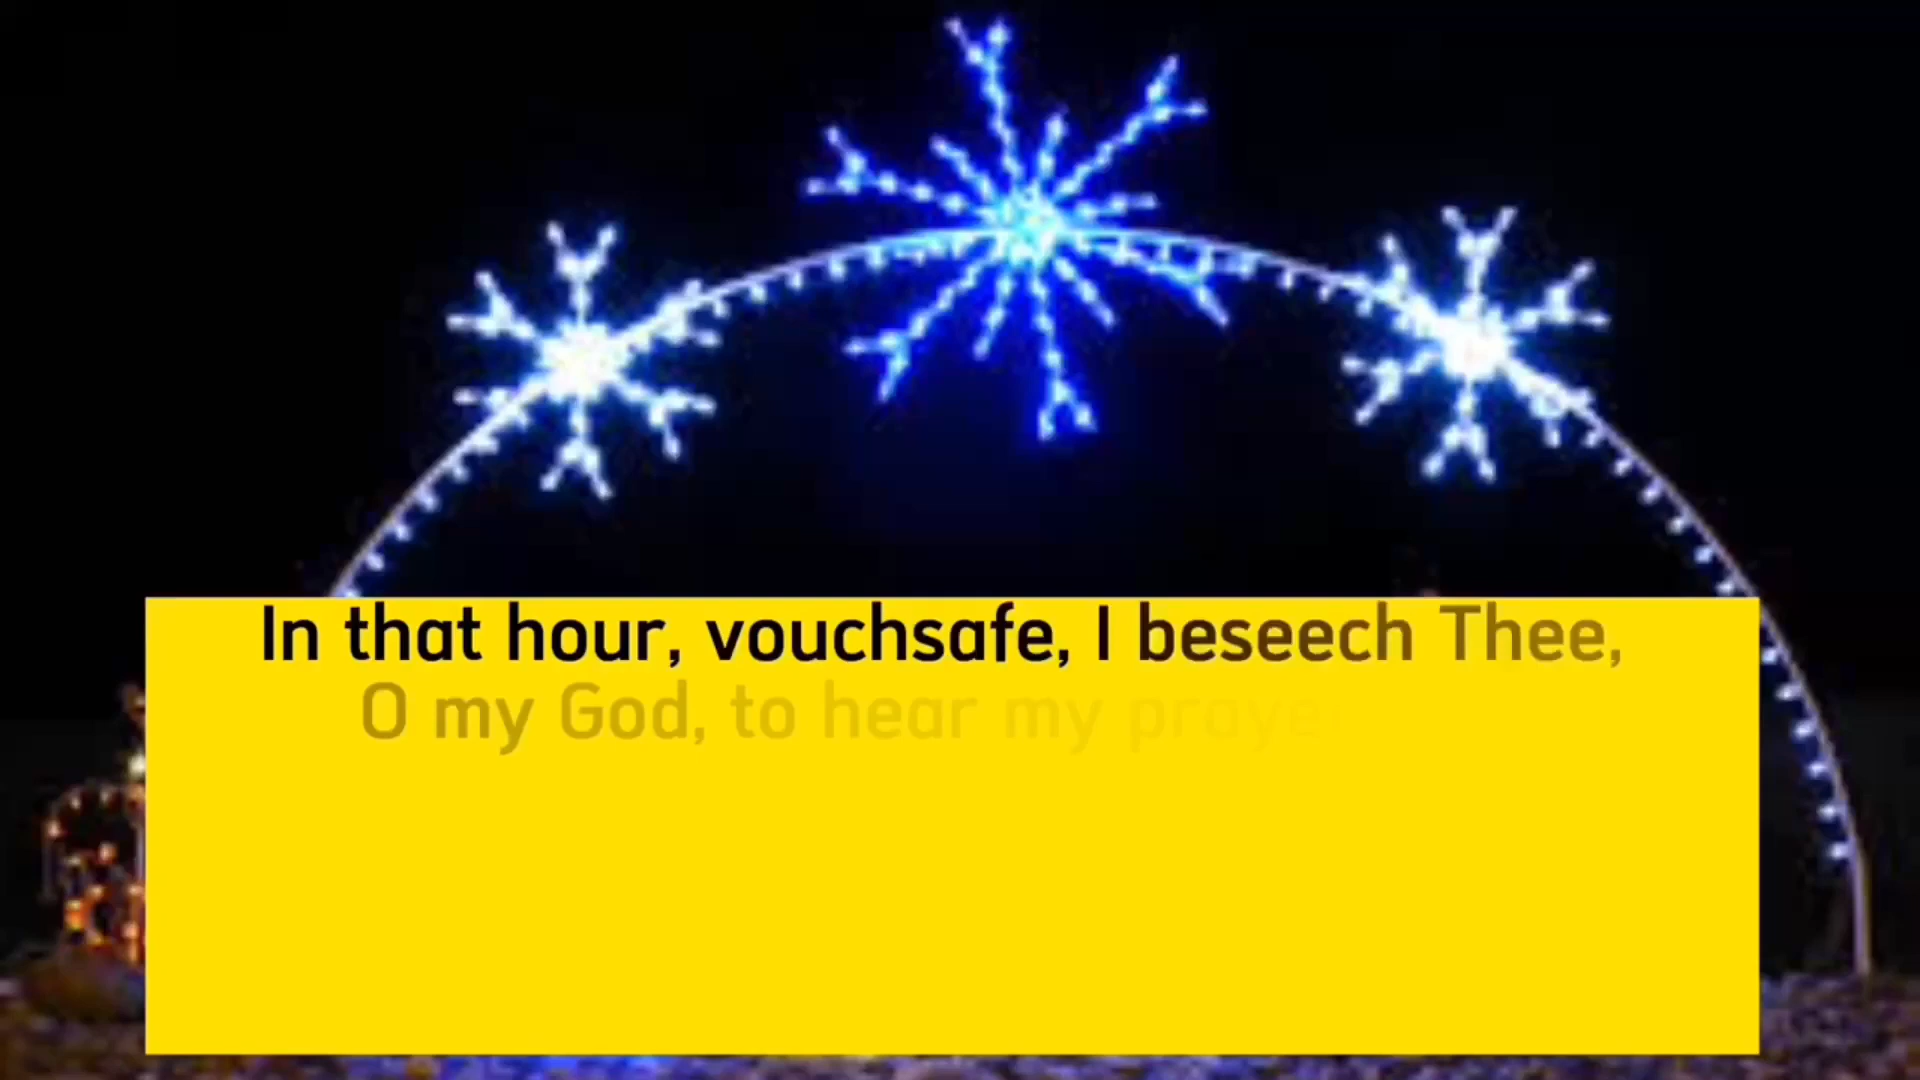 In that hour, vouchsafe, I beseech Thee,
O my God, to hear my